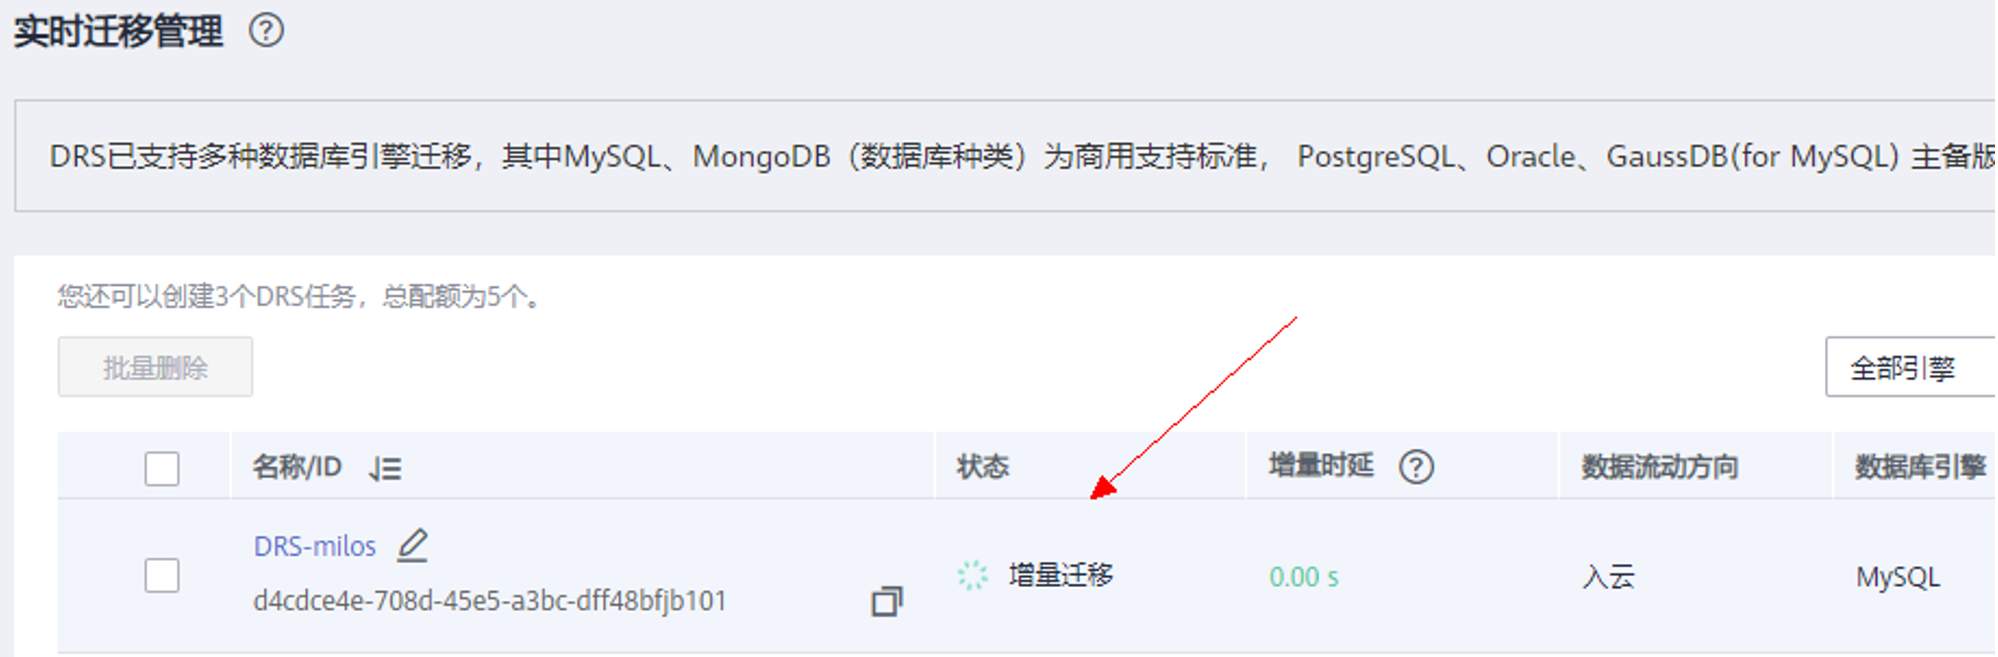 实时迁移管理
DRS已支持多种数据库引擎迁移，其中MySQL、MongoDB（数据库种类）为商用支持标准， PostgreSQL、Oracle、GaussDB(for MySQL) 主备版
您还可以创建3个DRS任务，总配额为5个。
批量删除
全部引擎
名称/ID 状态 增量时延 数据流动方向 数据库引擎
DRS-milos
增量迁移 0.00 s 入云 MySQL
d4cdce4e-708d-45e5-a3bc-dff48bfjb101